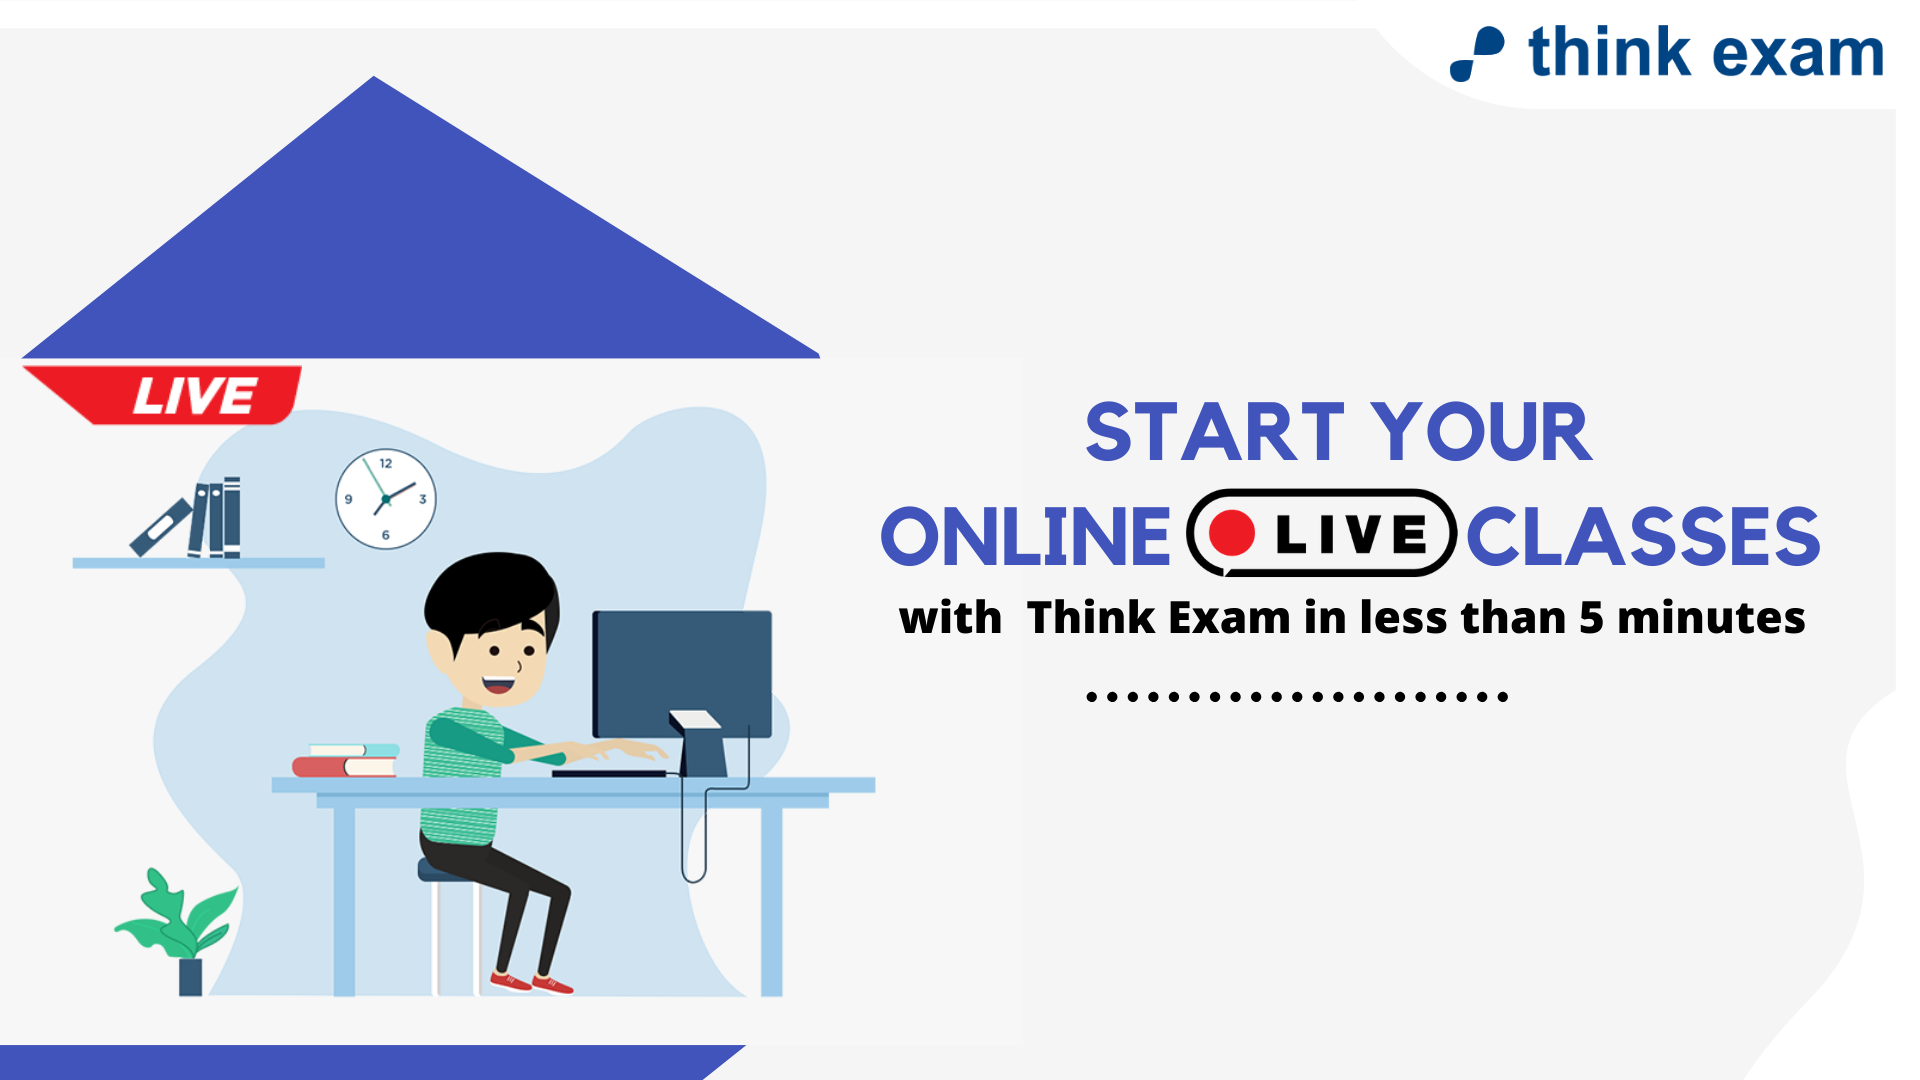 think exam
LIVE
12
9 3
6
START YOUR
ONLINE LIVE CLASSES
with Think Exam in less than 5 minutes